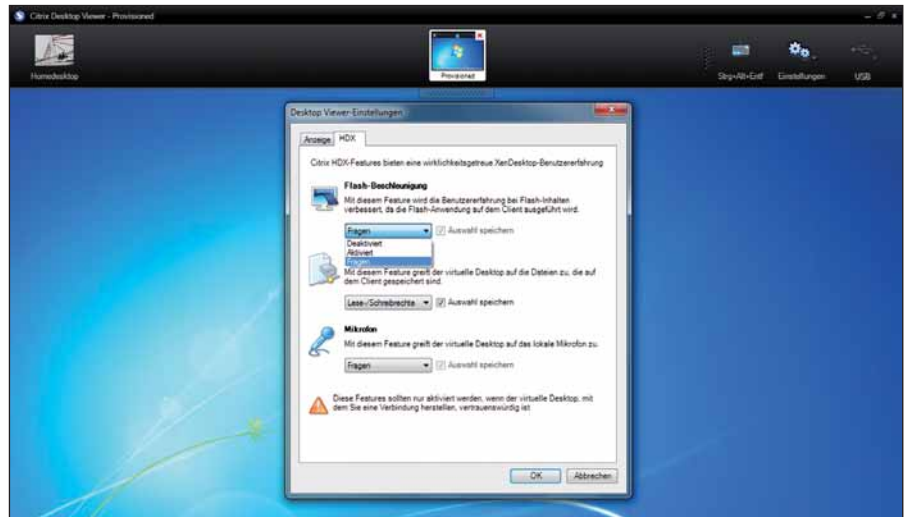 Citrix Desktop Viewer - Provisioned
Homedesktop
Provisioned
Strg+Alt+Entf
Einstellungen
USB
Desktop Viewer-Einstellungen
Anzeige
HDX
Citrix HDX-Features bieten eine wirklichkeitsgetreue XenDesktop-Benutzererfahrung
Flash-Beschleunigung
Mit diesem Feature wird die Benutzererfahrung bei Flash-Inhalten
verbessert, da die Flash-Anwendung auf dem Client ausgeführt wird.
Fragen
Auswahl speichern
Deaktiviert
Aktiviert
Fragen
Mit diesem Feature greift der virtuelle Desktop auf die Dateien zu, die auf
dem Client gespeichert sind.
Lese-/Schreibrechte
Auswahl speichern
Mikrofon
Mit diesem Feature greift der virtuelle Desktop auf das lokale Mikrofon zu.
Fragen
Auswahl speichern
Diese Features sollten nur aktiviert werden, wenn der virtuelle Desktop, mit
dem Sie eine Verbindung herstellen, vertrauenswürdig ist
OK
Abbrechen